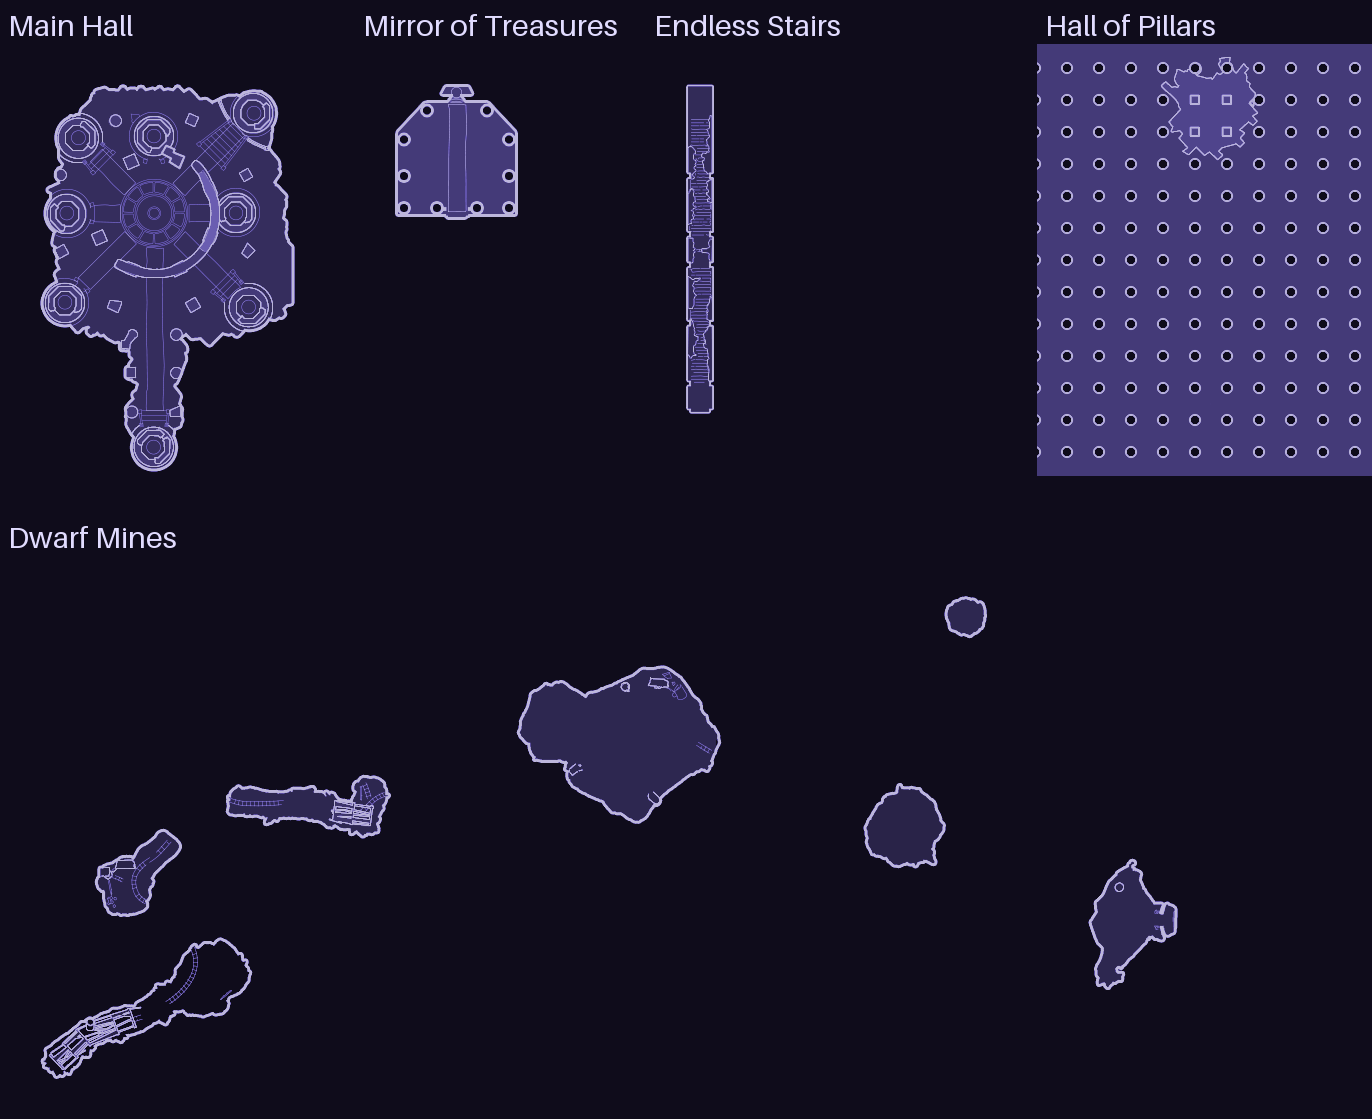 Main Hall
Mirror of Treasures
Endless Stairs
Hall of Pillars
Dwarf Mines